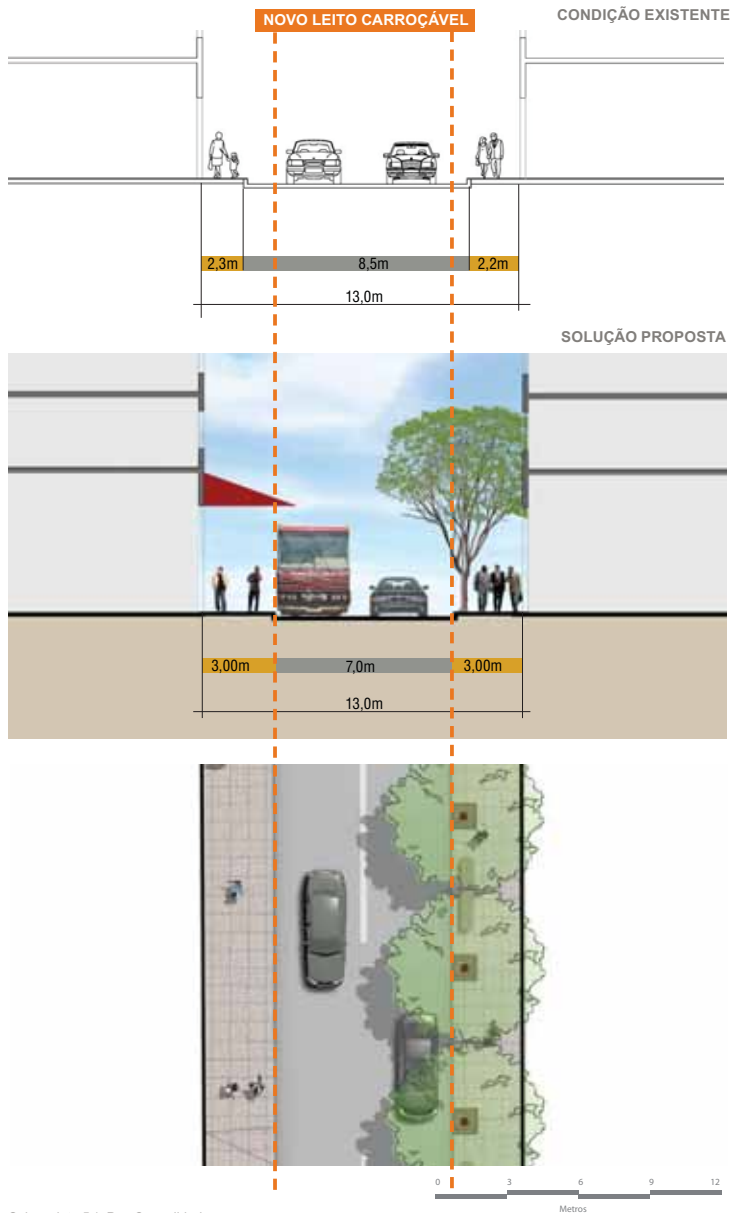 NOVO LEITO CARROÇÁVEL
CONDIÇÃO EXISTENTE
2,3m 8,5m 2,2m
13,0m
SOLUÇÃO PROPOSTA
3,00m 7,0m 3,00m
13,0m
0 3 6 9 12
Metros